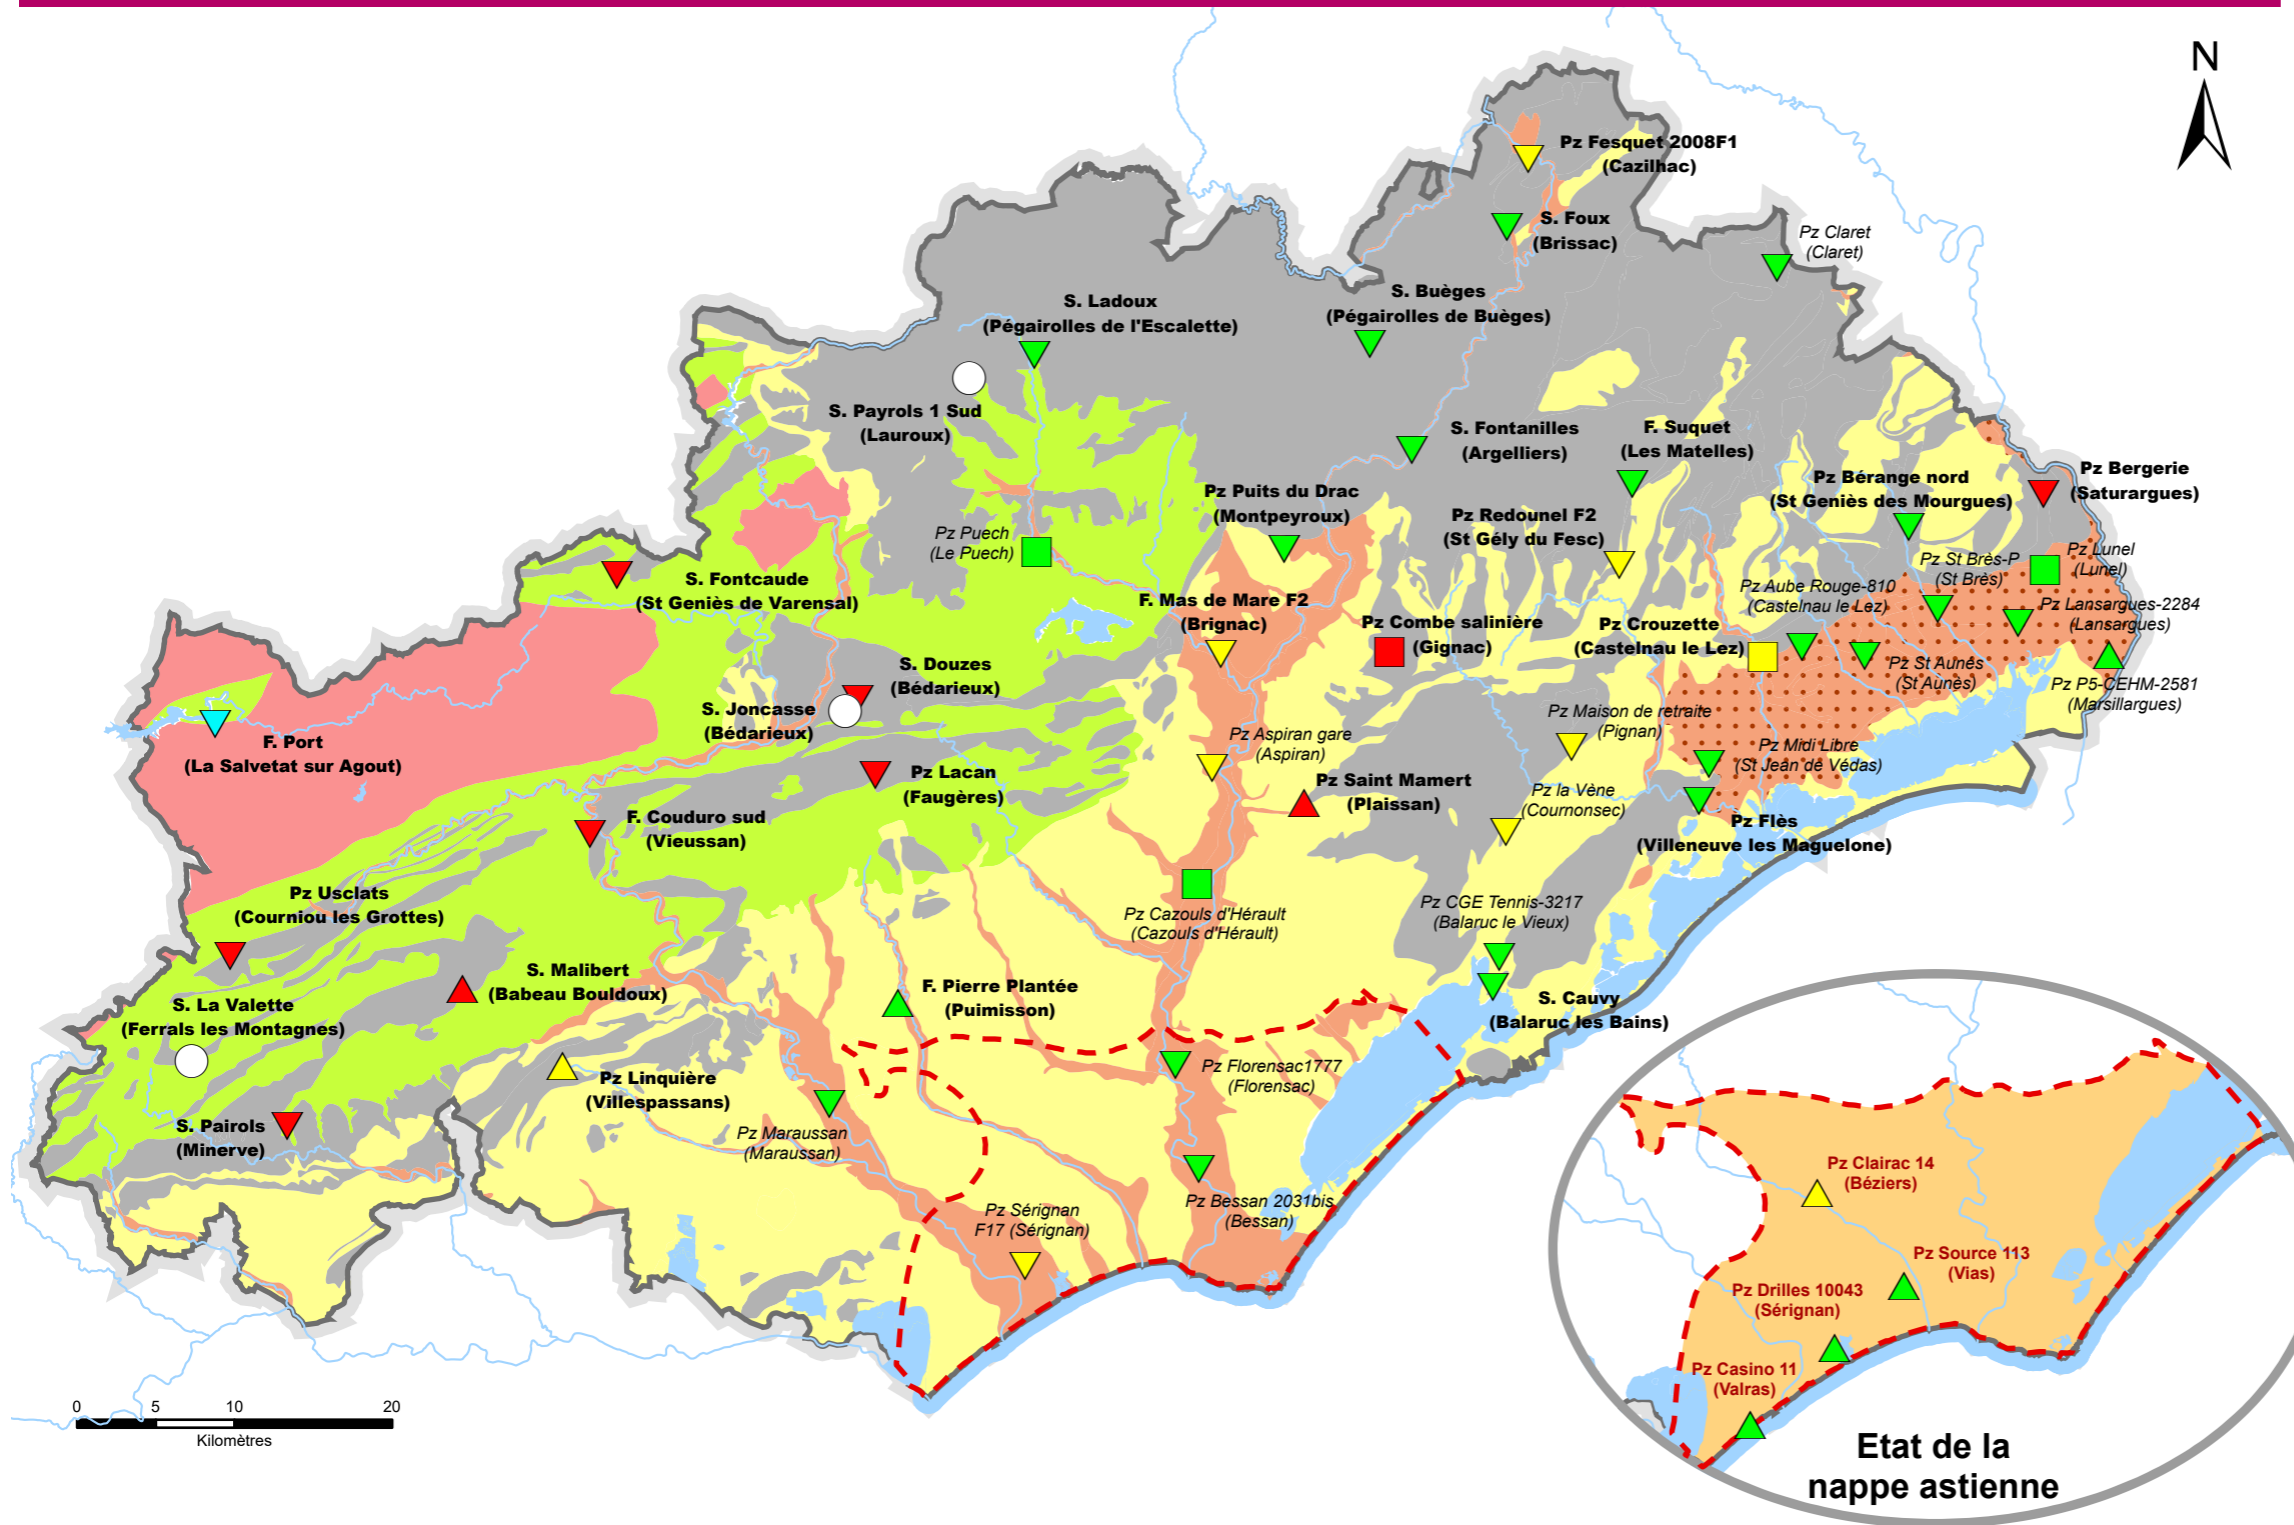 N
Pz Fesquet 2008F1
(Cazilhac)
S. Foux
(Brissac)
Pz Claret
(Claret)
S. Ladoux
(Pégairolles de l'Escalette)
S. Buèges
(Pégairolles de Buèges)
S. Payrols 1 Sud
(Lauroux)
S. Fontanilles
(Argelliers)
F. Suquet
(Les Matelles)
Pz Bérange nord
(St Geniès des Mourgues)
Pz Bergerie
(Saturargues)
Pz Puits du Drac
(Montpeyroux)
Pz Redounel F2
(St Gély du Fesc)
Pz Puech
(Le Puech)
Pz St Brès-P
(St Brès)
Pz Lunel
(Lunel)
S. Fontcaude
(St Geniès de Varensal)
Pz Aube Rouge-810
(Castelnau le Lez)
F. Mas de Mare F2
(Brignac)
Pz Combe salinière
(Gignac)
Pz Crouzette
(Castelnau le Lez)
Pz Lansargues-2284
(Lansargues)
S. Douzes
(Bédarieux)
Pz St Aunés
(St Aunès)
Pz P5-CEHM-2581
(Marsillargues)
S. Joncasse
(Bédarieux)
Pz Maison de retraite
(Pignan)
F. Port
(La Salvetat sur Agout)
Pz Aspiran gare
(Aspiran)
Pz Midi Libre
(St Jean de Védas)
Pz Lacan
(Faugères)
Pz Saint Mamert
(Plaissan)
Pz la Vène
(Cournonsec)
F. Couduro sud
(Vieussan)
Pz Flès
(Villeneuve les Maguelone)
Pz Usclats
(Courniou les Grottes)
Pz Cazouls d'Hérault
(Cazouls d'Hérault)
Pz CGE Tennis-3217
(Balaruc le Vieux)
S. Malibert
(Babeau Bouldoux)
F. Pierre Plantée
(Puimisson)
S. La Valette
(Ferrals les Montagnes)
S. Cauvy
(Balaruc les Bains)
Pz Linquière
(Villespassans)
Pz Florensac1777
(Florensac)
S. Pairols
(Minerve)
Pz Maraussan
(Maraussan)
Pz Sérignan
F17 (Sérignan)
Pz Bessan 2031bis
(Bessan)
Pz Clairac 14
(Béziers)
Pz Source 113
(Vias)
Pz Drilles 10043
(Sérignan)
Pz Casino 11
(Valras)
Etat de la
nappe astienne
0 5 10 20
Kilomètres